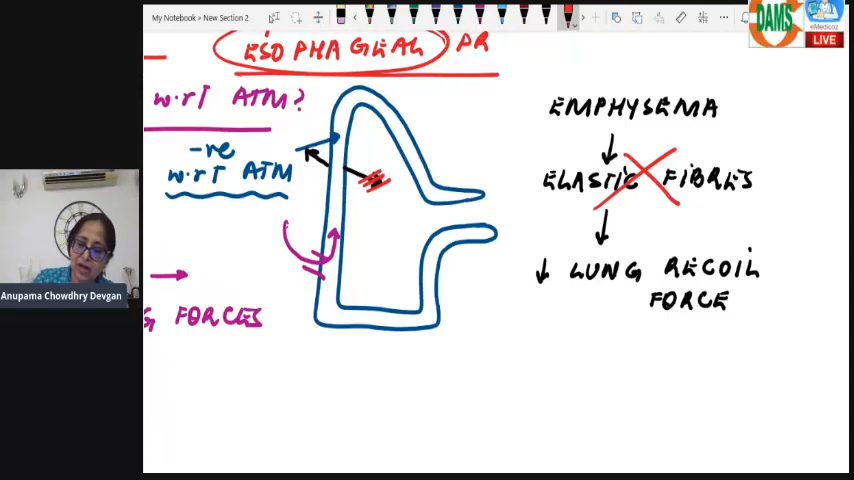 My Notebook > New Section 2
DAMS
eMedicoz
LIVE
ESOPHAGEAL PR
W.r.T ATM?
-ve
w.r.T ATM
FORCES
EMPHYSEMA
↓
ELASTIC FIBRES
↓
↓ LUNG RECOIL
FORCE
Anupama Chowdhry Devgan